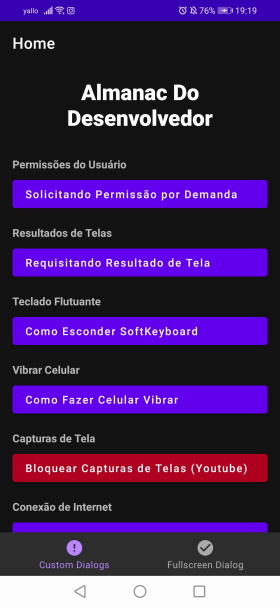 yallo 76% 19:19
Home
Almanac Do
Desenvolvedor
Permissões do Usuário
Solicitando Permissão por Demanda
Resultados de Telas
Requisitando Resultado de Tela
Teclado Flutuante
Como Esconder SoftKeyboard
Vibrar Celular
Como Fazer Celular Vibrar
Capturas de Tela
Bloquear Capturas de Telas (Youtube)
Conexão de Internet
Custom Dialogs Fullscreen Dialog